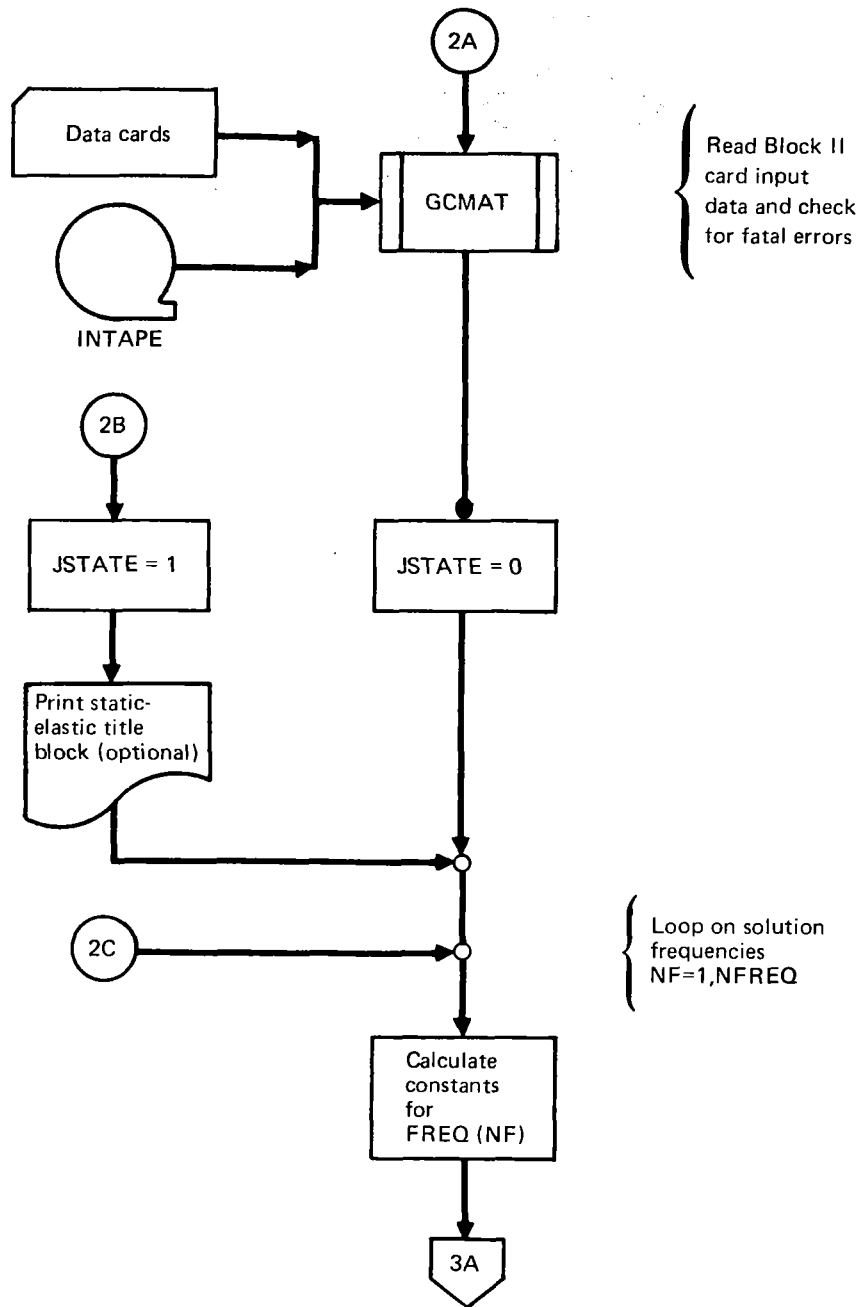 2A
Data cards
GCMAT
Read Block II
card input
data and check
for fatal errors
INTAPE
2B
JSTATE = 1
JSTATE = 0
Print static-
elastic title
block (optional)
2C
Loop on solution
frequencies
NF=1,NFREQ
Calculate
constants
for
FREQ (NF)
3A